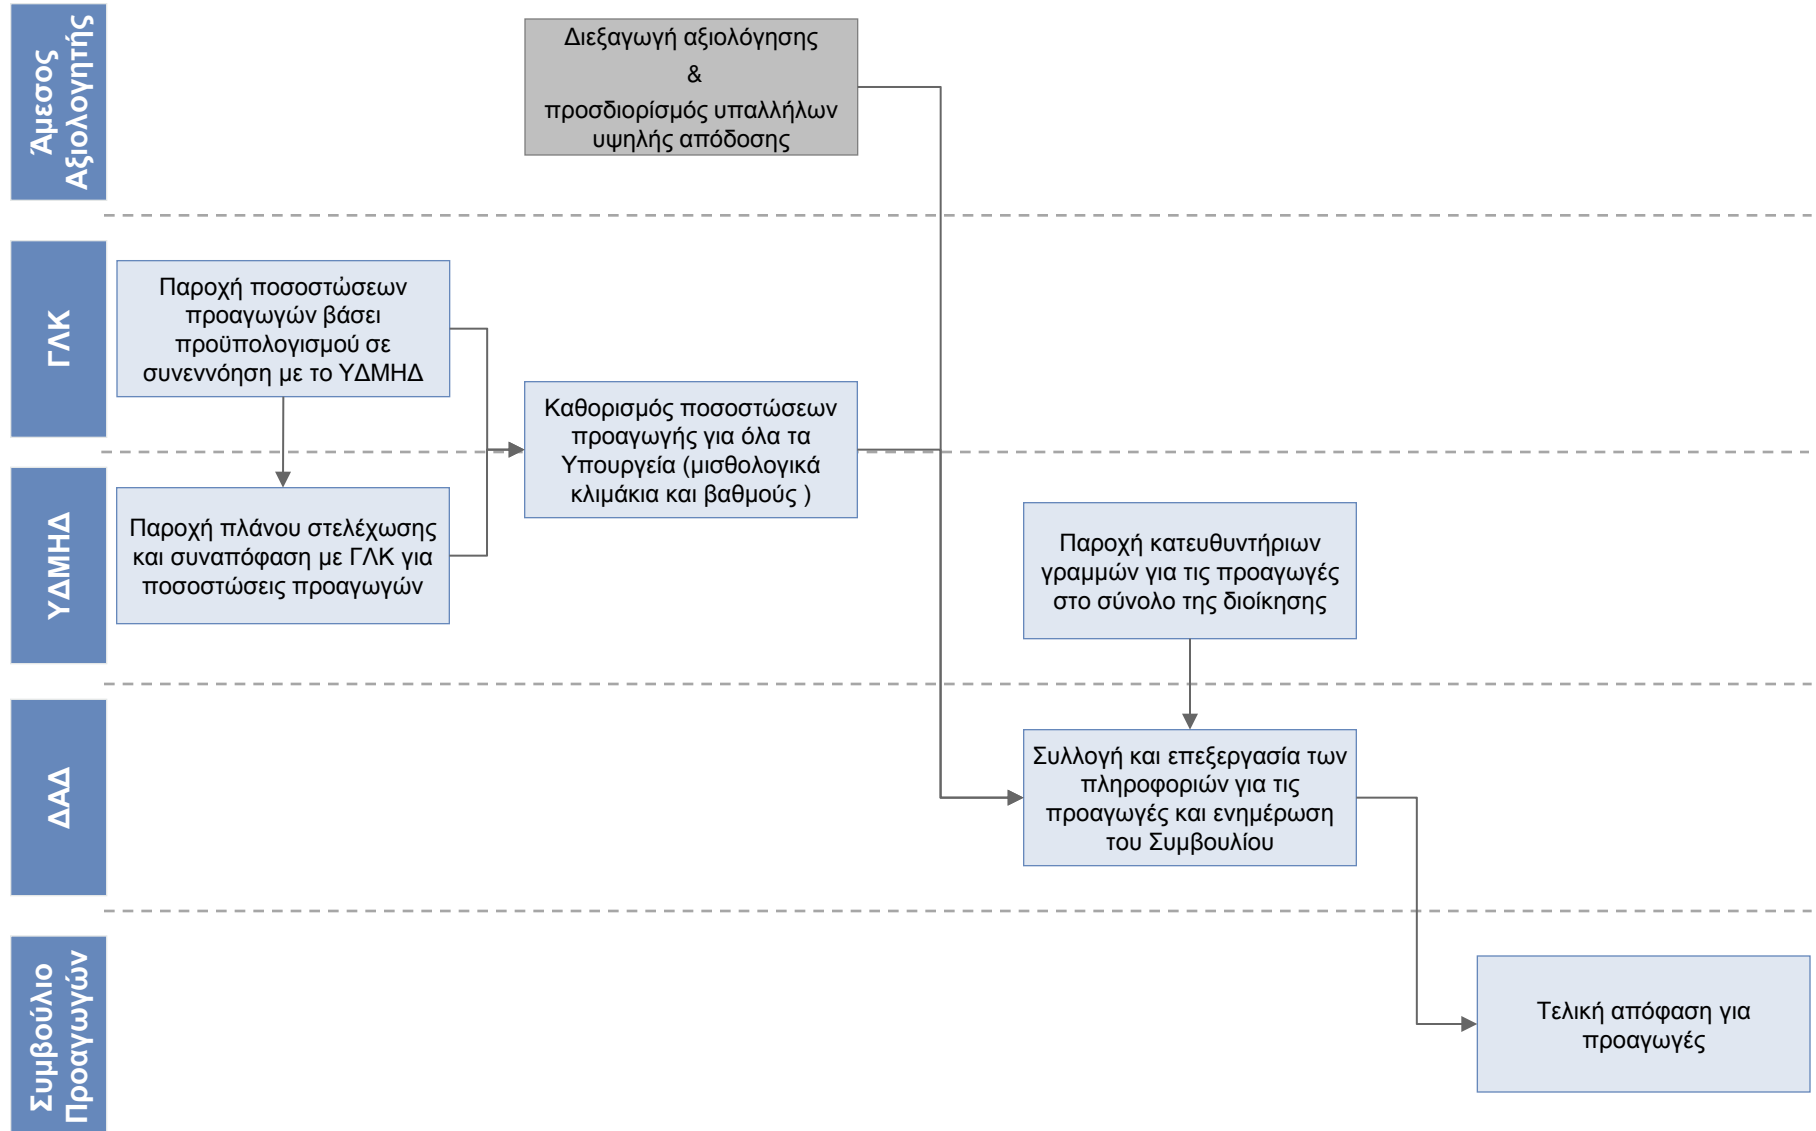 Άμεσος
Αξιολογητής
Διεξαγωγή αξιολόγησης
&
προσδιορίσμός υπαλλήλων
υψηλής απόδοσης
ΓΛΚ
Παροχή ποσοστὠσεων
προαγωγών βάσει
προϋπολογισμού σε
συνεννόηση με το ΥΔΜΗΔ
Καθορισμός ποσοστώσεων
προαγωγής για όλα τα
Υπουργεία (μισθολογικά
κλιμάκια και βαθμούς )
ΥΔΜΗΔ
Παροχή πλάνου στελέχωσης
και συναπόφαση με ΓΛΚ για
ποσοστώσεις προαγωγών
Παροχή κατευθυντήριων
γραμμών για τις προαγωγές
στο σύνολο της διοίκησης
ΔΑΔ
Συλλογή και επεξεργασία των
πληροφοριών για τις
προαγωγές και ενημέρωση
του Συμβουλίου
Συμβούλιο
Προαγωγών
Τελική απόφαση για
προαγωγές